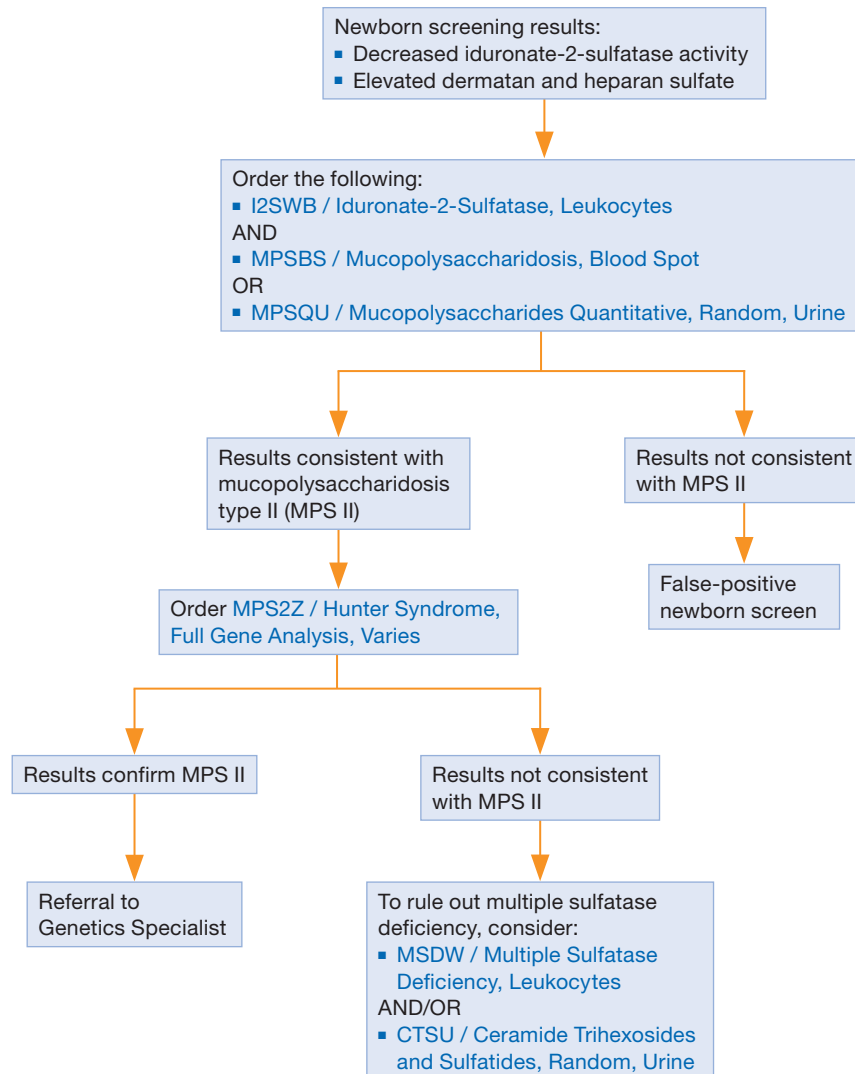 Newborn screening results:
▪ Decreased iduronate-2-sulfatase activity
▪ Elevated dermatan and heparan sulfate
Order the following:
▪ I2SWB / Iduronate-2-Sulfatase, Leukocytes
AND
▪ MPSBS / Mucopolysaccharidosis, Blood Spot
OR
▪ MPSQU / Mucopolysaccharides Quantitative, Random, Urine
Results consistent with
mucopolysaccharidosis
type II (MPS II)
Results not consistent
with MPS II
False-positive
newborn screen
Order MPS2Z / Hunter Syndrome,
Full Gene Analysis, Varies
Results confirm MPS II
Results not consistent
with MPS II
Referral to
Genetics Specialist
To rule out multiple sulfatase
deficiency, consider:
▪ MSDW / Multiple Sulfatase
Deficiency, Leukocytes
AND/OR
▪ CTSU / Ceramide Trihexosides
and Sulfatides, Random, Urine